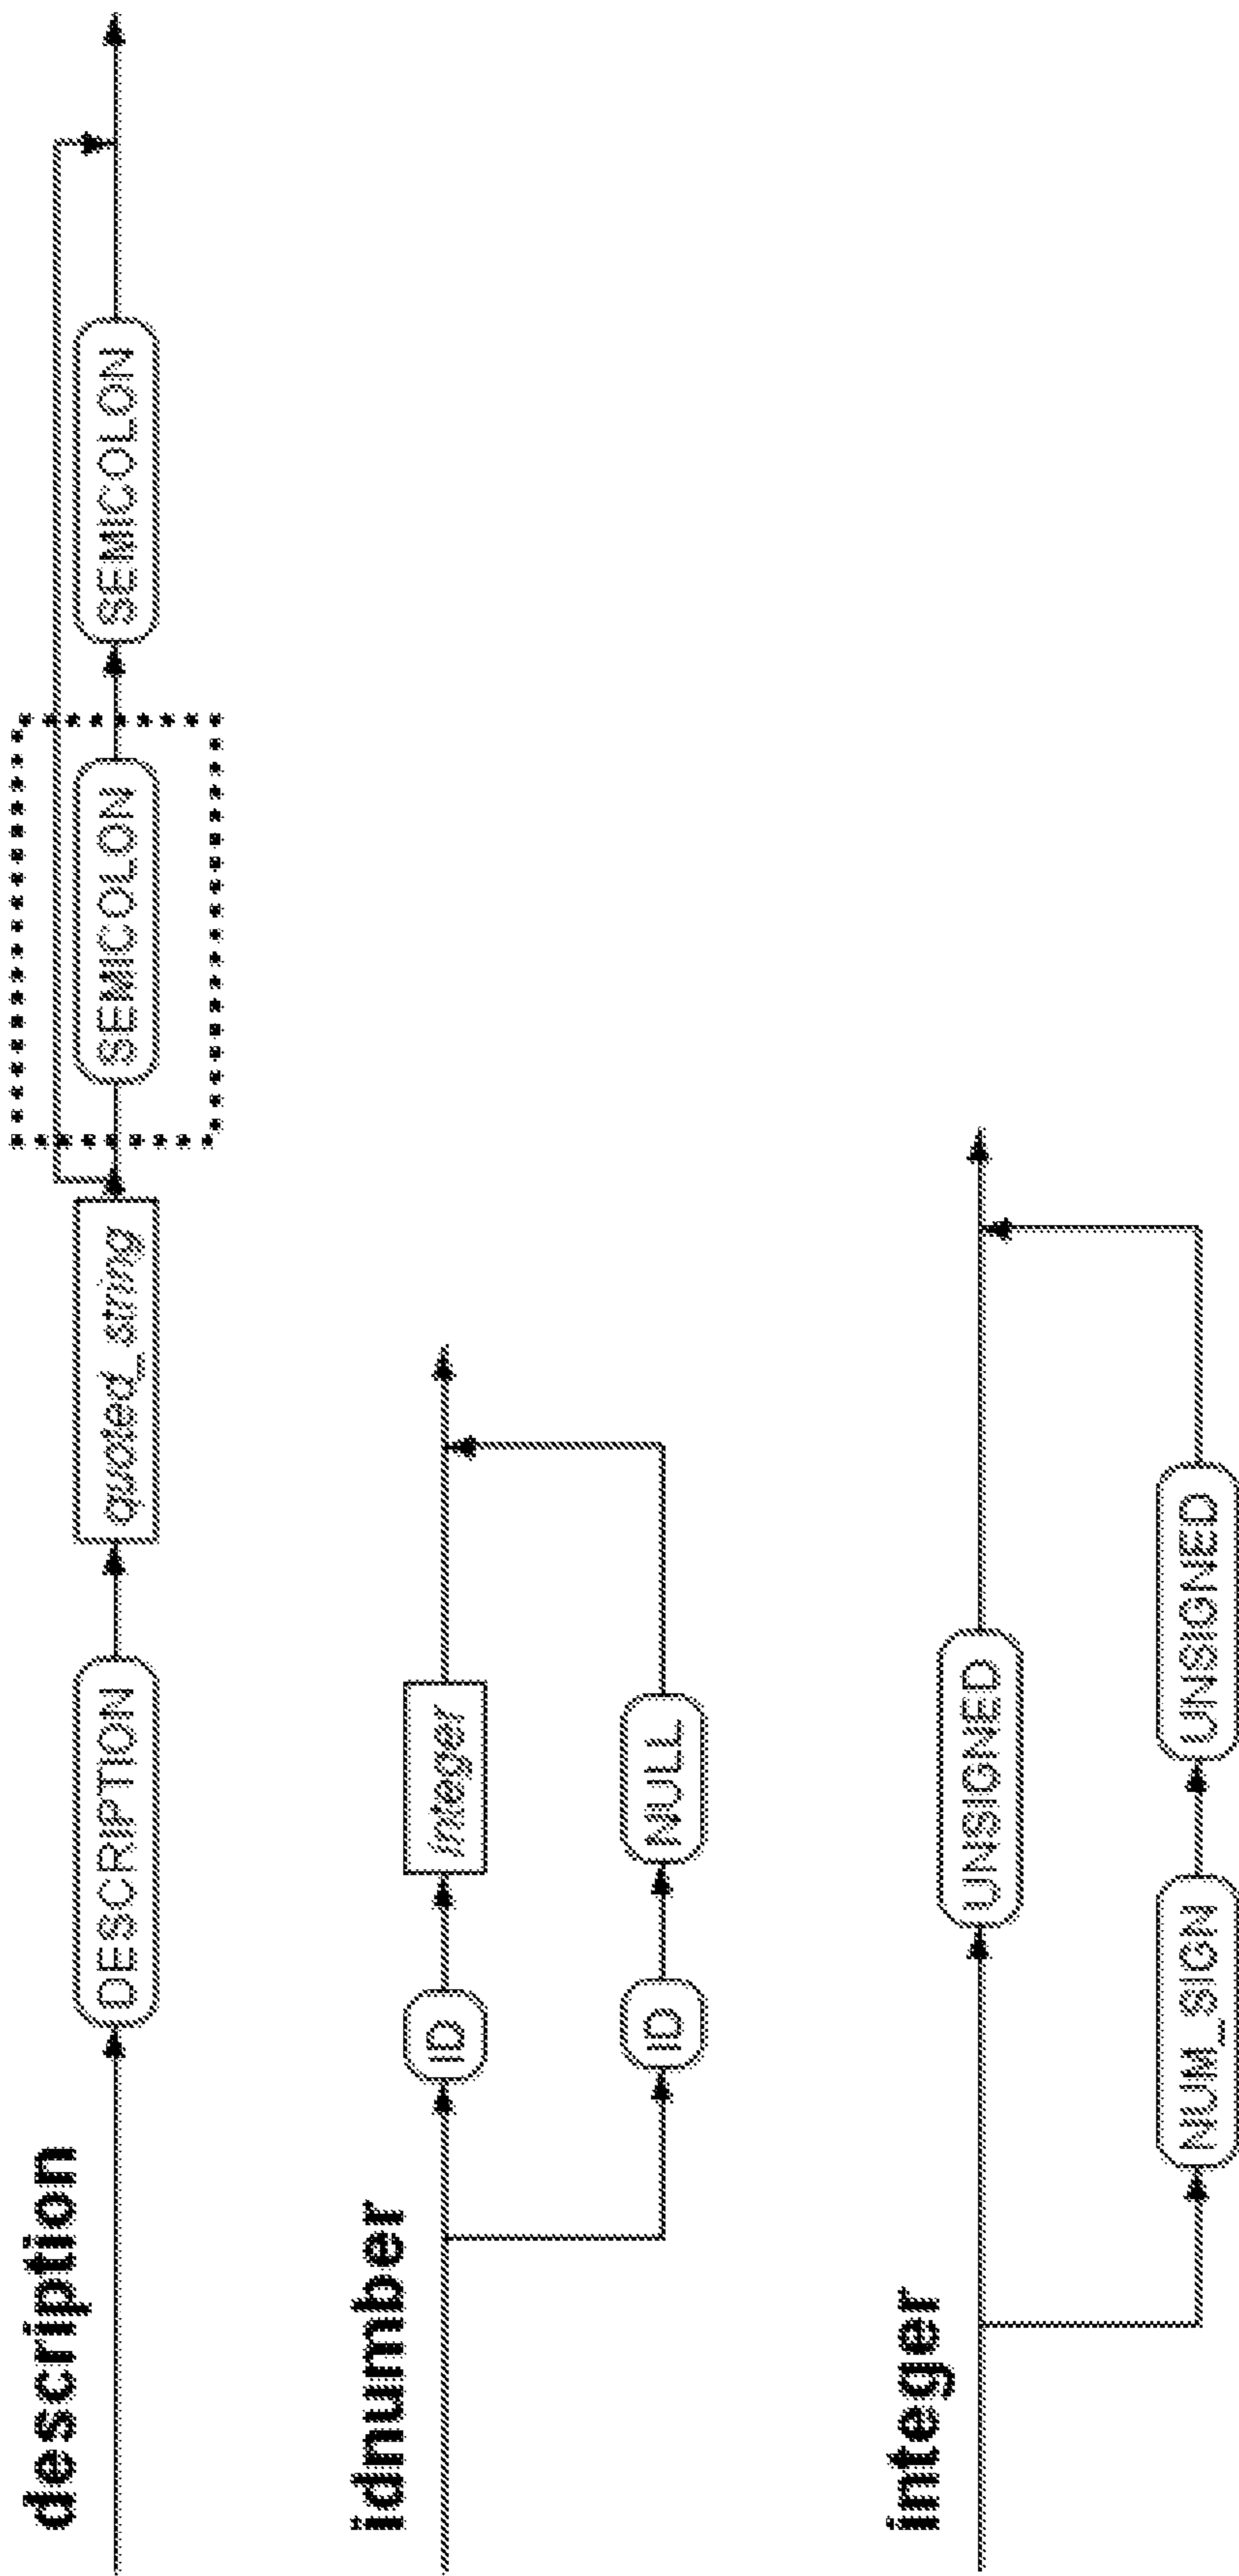 description
DESCRIPTION quoted_string SEMICOLON SEMICOLON
idnumber
ID integer
ID NULL
integer
UNSIGNED
NUM_SIGN UNSIGNED